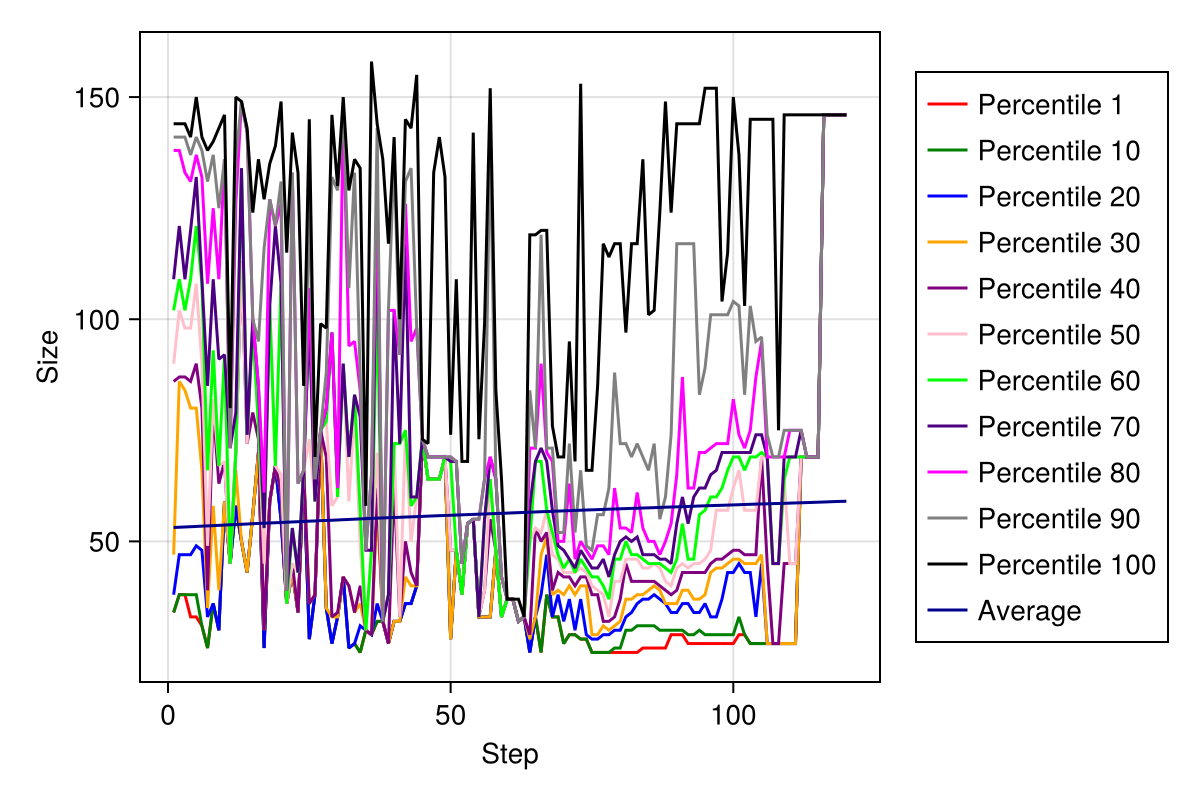 150
100
50
Size
0
50
100
Step
Percentile 1
Percentile 10
Percentile 20
Percentile 30
Percentile 40
Percentile 50
Percentile 60
Percentile 70
Percentile 80
Percentile 90
Percentile 100
Average